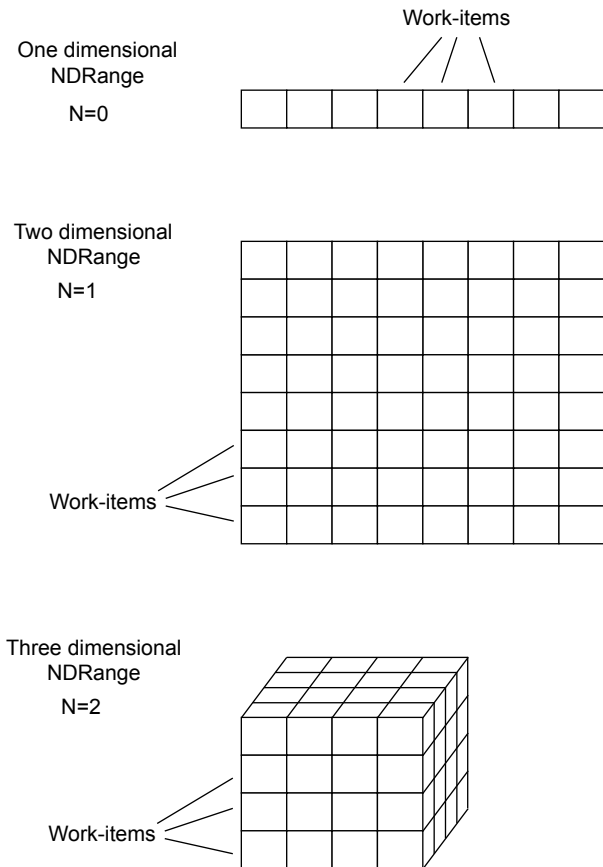 Work-items
One dimensional
NDRange
N=0
Two dimensional
NDRange
N=1
Work-items
Three dimensional
NDRange
N=2
Work-items